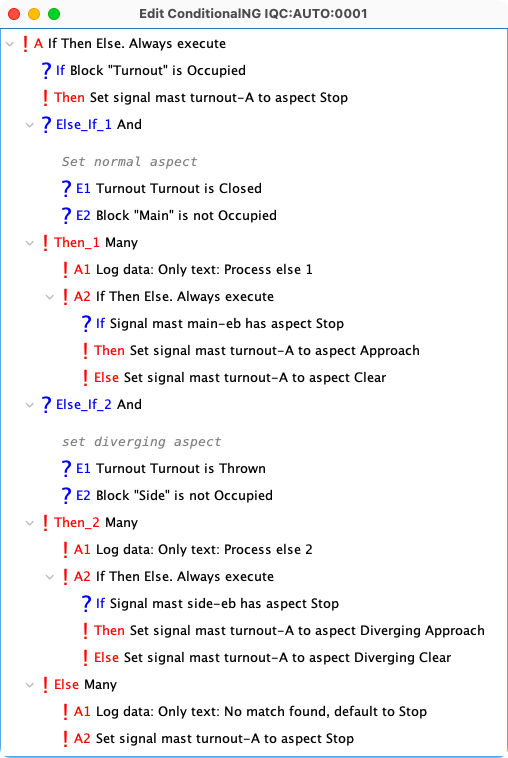 Edit ConditionalNG IQC:AUTO:0001
! A If Then Else. Always execute
? If Block "Turnout" is Occupied
! Then Set signal mast turnout-A to aspect Stop
? Else_If_1 And
Set normal aspect
? E1 Turnout Turnout is Closed
? E2 Block "Main" is not Occupied
! Then_1 Many
! A1 Log data: Only text: Process else 1
! A2 If Then Else. Always execute
? If Signal mast main-eb has aspect Stop
! Then Set signal mast turnout-A to aspect Approach
! Else Set signal mast turnout-A to aspect Clear
? Else_If_2 And
set diverging aspect
? E1 Turnout Turnout is Thrown
? E2 Block "Side" is not Occupied
! Then_2 Many
! A1 Log data: Only text: Process else 2
! A2 If Then Else. Always execute
? If Signal mast side-eb has aspect Stop
! Then Set signal mast turnout-A to aspect Diverging Approach
! Else Set signal mast turnout-A to aspect Diverging Clear
! Else Many
! A1 Log data: Only text: No match found, default to Stop
! A2 Set signal mast turnout-A to aspect Stop